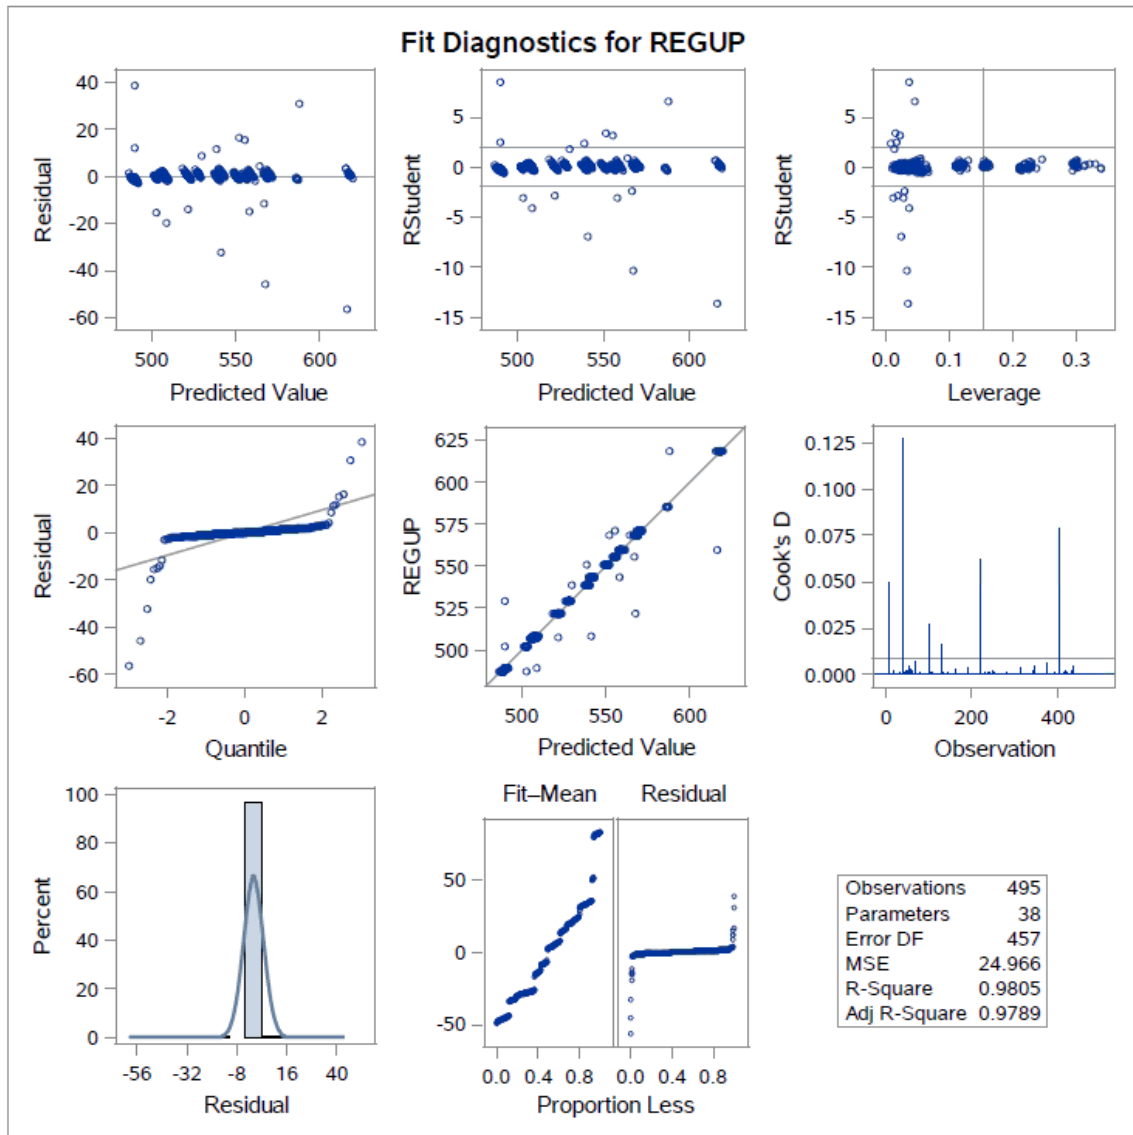 Fit Diagnostics for REGUP
Residual
40
20
0
-20
-40
-60
500 550 600
Predicted Value
RStudent
5
0
-5
-10
-15
500 550 600
Predicted Value
RStudent
5
0
-5
-10
-15
0.0 0.1 0.2 0.3
Leverage
Residual
40
20
0
-20
-40
-60
-2 0 2
Quantile
REGUP
625
600
575
550
525
500
500 550 600
Predicted Value
Cook's D
0.125
0.100
0.075
0.050
0.025
0.000
0 200 400
Observation
Percent
100
80
60
40
20
0
-56 -32 -8 16 40
Residual
Fit–Mean Residual
50
0
-50
0.0 0.4 0.8 0.0 0.4 0.8
Proportion Less
Observations 495
Parameters 38
Error DF 457
MSE 24.966
R-Square 0.9805
Adj R-Square 0.9789